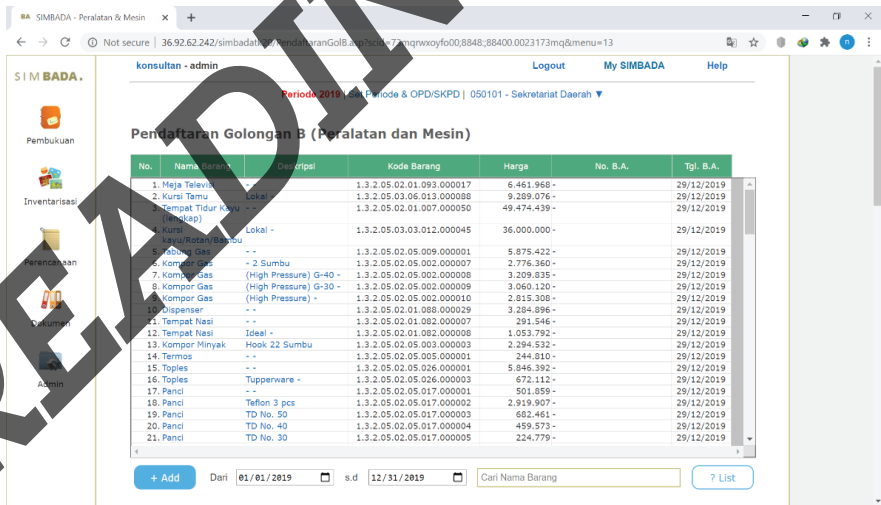 BA SIMBADA - Peralatan & Mesin × +
Not secure | 36.92.62.242/simbadatk20/PendaftaranGolB.asp?scid=77mqrwxoyfo00;8848;;88400.0023173mq&menu=13
konsultan - admin Logout My SIMBADA Help
SIMBADA.
Periode 2019 | Set Periode & OPD/SKPD | 050101 - Sekretariat Daerah ▼
Pembukuan
Inventarisasi
Perencanaan
Dokumen
Admin
Pendaftaran Golongan B (Peralatan dan Mesin)
No. Nama Barang Deskripsi Kode Barang Harga No. B.A. Tgl. B.A.
1. Meja Televisi - 1.3.2.05.02.01.093.000017 6.461.968 - 29/12/2019
2. Kursi Tamu Lokal - 1.3.2.05.03.06.013.000088 9.289.076 - 29/12/2019
3. Tempat Tidur Kayu - - 1.3.2.05.02.01.007.000050 49.474.439 - 29/12/2019
(lengkap)
4. Kursi Lokal - 1.3.2.05.03.03.012.000045 36.000.000 - 29/12/2019
kayu/Rotan/Bambu
5. Tabung Gas - - 1.3.2.05.02.05.009.000001 5.875.422 - 29/12/2019
6. Kompor Gas - 2 Sumbu 1.3.2.05.02.05.002.000007 2.776.360 - 29/12/2019
7. Kompor Gas (High Pressure) G-40 - 1.3.2.05.02.05.002.000008 3.209.835 - 29/12/2019
8. Kompor Gas (High Pressure) G-30 - 1.3.2.05.02.05.002.000009 3.060.120 - 29/12/2019
9. Kompor Gas (High Pressure) - 1.3.2.05.02.05.002.000010 2.815.308 - 29/12/2019
10. Dispenser - - 1.3.2.05.02.01.088.000029 3.284.896 - 29/12/2019
11. Tempat Nasi - - 1.3.2.05.02.01.082.000007 291.546 - 29/12/2019
12. Tempat Nasi Ideal - 1.3.2.05.02.01.082.000008 1.053.792 - 29/12/2019
13. Kompor Minyak Hook 22 Sumbu 1.3.2.05.02.05.003.000003 2.294.532 - 29/12/2019
14. Termos - - 1.3.2.05.02.05.005.000001 244.810 - 29/12/2019
15. Toples - - 1.3.2.05.02.05.026.000001 5.846.392 - 29/12/2019
16. Toples Tupperware - 1.3.2.05.02.05.026.000003 672.112 - 29/12/2019
17. Panci - - 1.3.2.05.02.05.017.000001 501.859 - 29/12/2019
18. Panci Teflon 3 pcs 1.3.2.05.02.05.017.000002 2.919.907 - 29/12/2019
19. Panci TD No. 50 1.3.2.05.02.05.017.000003 682.461 - 29/12/2019
20. Panci TD No. 40 1.3.2.05.02.05.017.000004 459.573 - 29/12/2019
21. Panci TD No. 30 1.3.2.05.02.05.017.000005 224.779 - 29/12/2019
+ Add Dari 01/01/2019 s.d 12/31/2019 Cari Nama Barang ? List